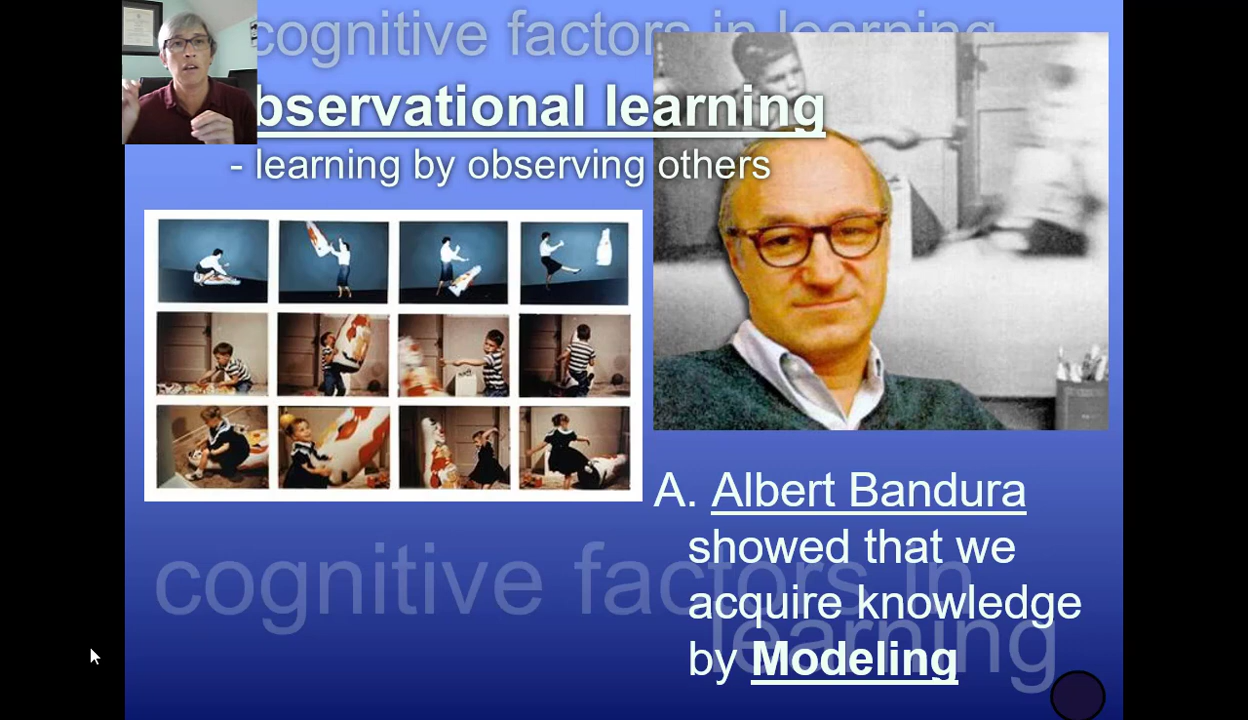 cognitive factors in learning
bservational learning
- learning by observing others
A. Albert Bandura
showed that we
acquire knowledge
by Modeling
cognitive factors in
learning